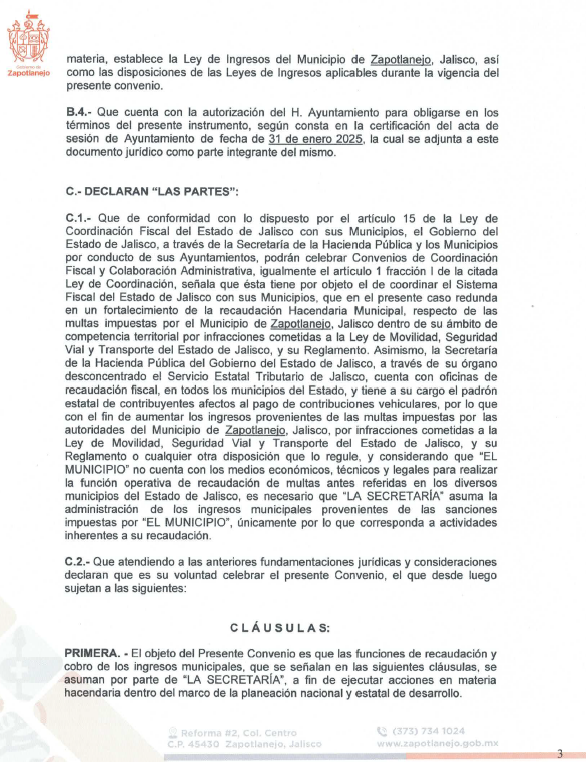 Gobierno de
Zapotlanejo
materia, establece la Ley de Ingresos del Municipio de Zapotlanejo, Jalisco, así
como las disposiciones de las Leyes de Ingresos aplicables durante la vigencia del
presente convenio.
B.4.- Que cuenta con la autorización del H. Ayuntamiento para obligarse en los
términos del presente instrumento, según consta en la certificación del acta de
sesión de Ayuntamiento de fecha de 31 de enero 2025, la cual se adjunta a este
documento jurídico como parte integrante del mismo.
C.- DECLARAN “LAS PARTES”:
C.1.- Que de conformidad con lo dispuesto por el artículo 15 de la Ley de
Coordinación Fiscal del Estado de Jalisco con sus Municipios, el Gobierno del
Estado de Jalisco, a través de la Secretaría de la Hacienda Pública y los Municipios
por conducto de sus Ayuntamientos, podrán celebrar Convenios de Coordinación
Fiscal y Colaboración Administrativa, igualmente el artículo 1 fracción I de la citada
Ley de Coordinación, señala que ésta tiene por objeto el de coordinar el Sistema
Fiscal del Estado de Jalisco con sus Municipios, que en el presente caso redunda
en un fortalecimiento de la recaudación Hacendaria Municipal, respecto de las
multas impuestas por el Municipio de Zapotlanejo, Jalisco dentro de su ámbito de
competencia territorial por infracciones cometidas a la Ley de Movilidad, Seguridad
Vial y Transporte del Estado de Jalisco, y su Reglamento. Asimismo, la Secretaría
de la Hacienda Pública del Gobierno del Estado de Jalisco, a través de su órgano
desconcentrado el Servicio Estatal Tributario de Jalisco, cuenta con oficinas de
recaudación fiscal, en todos los municipios del Estado, y tiene a su cargo el padrón
estatal de contribuyentes afectos al pago de contribuciones vehiculares, por lo que
con el fin de aumentar los ingresos provenientes de las multas impuestas por las
autoridades del Municipio de Zapotlanejo, Jalisco, por infracciones cometidas a la
Ley de Movilidad, Seguridad Vial y Transporte del Estado de Jalisco, y su
Reglamento o cualquier otra disposición que lo regule, y considerando que “EL
MUNICIPIO” no cuenta con los medios económicos, técnicos y legales para realizar
la función operativa de recaudación de multas antes referidas en los diversos
municipios del Estado de Jalisco, es necesario que “LA SECRETARÍA” asuma la
administración de los ingresos municipales provenientes de las sanciones
impuestas por “EL MUNICIPIO”, únicamente por lo que corresponda a actividades
inherentes a su recaudación.
C.2.- Que atendiendo a las anteriores fundamentaciones jurídicas y consideraciones
declaran que es su voluntad celebrar el presente Convenio, el que desde luego
sujetan a las siguientes:
C L Á U S U L A S:
PRIMERA. - El objeto del Presente Convenio es que las funciones de recaudación y
cobro de los ingresos municipales, que se señalan en las siguientes cláusulas, se
asuman por parte de “LA SECRETARÍA”, a fin de ejecutar acciones en materia
hacendaria dentro del marco de la planeación nacional y estatal de desarrollo.
Reforma #2, Col. Centro
C.P. 45430 Zapotlanejo, Jalisco
(373) 734 1024
www.zapotlanejo.gob.mx
3